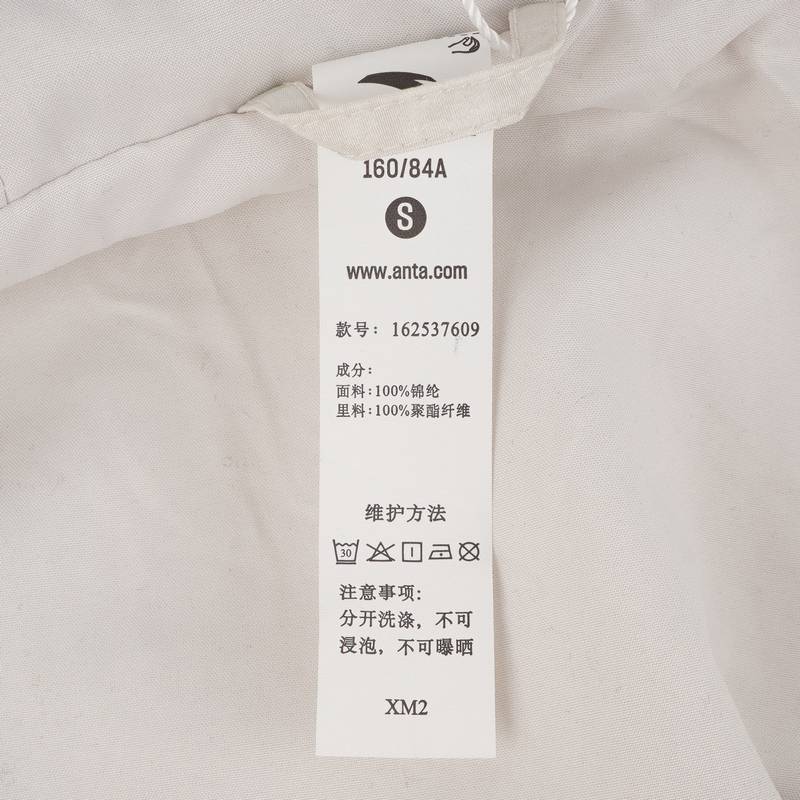 160/84A
S
www.anta.com
款号: 162537609
成分:
面料:100%锦纶
里料:100%聚酯纤维
维护方法
30
注意事项:
分开洗涤，不可
浸泡，不可曝晒
XM2